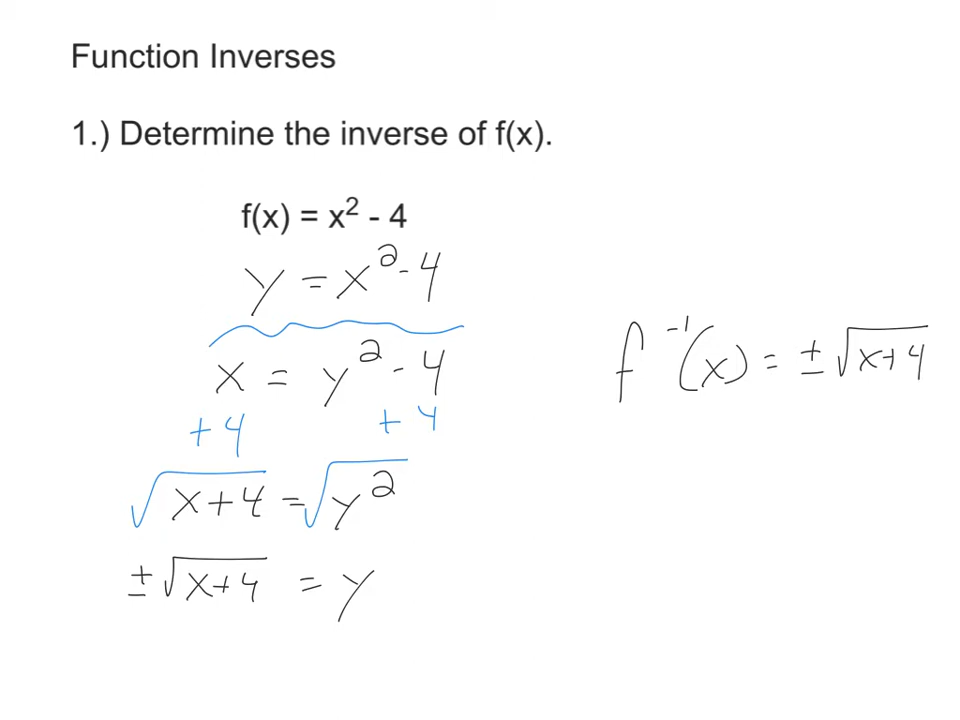 Function Inverses
1.) Determine the inverse of f(x).
f(x) = x² - 4
y = x² - 4
x = y² - 4
+ 4 + 4
√x+4 = √y²
± √x+4 = y
f⁻¹(x) = ± √x+4